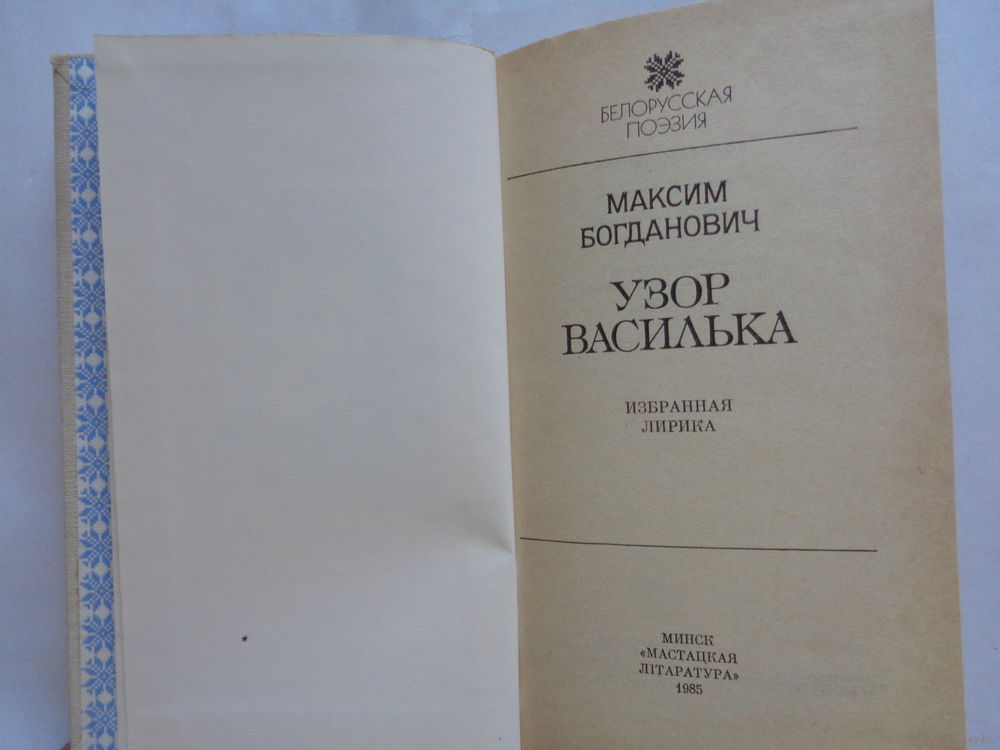 БЕЛОРУССКАЯ
ПОЭЗИЯ
МАКСИМ
БОГДАНОВИЧ
УЗОР
ВАСИЛЬКА
ИЗБРАННАЯ
ЛИРИКА
МИНСК
«МАСТАЦКАЯ
ЛІТАРАТУРА»
1985